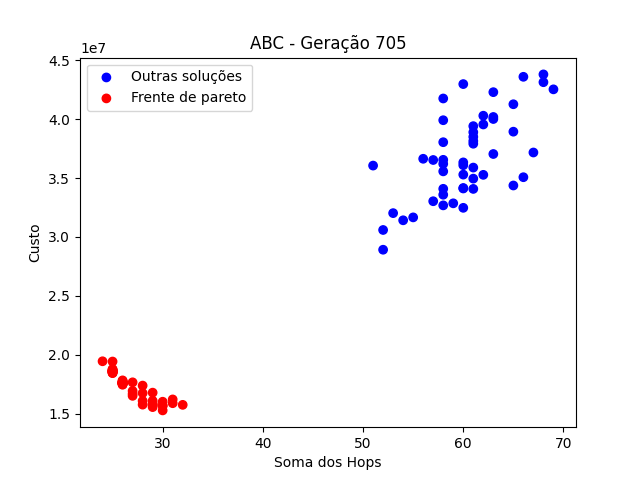 ABC - Geração 705
1e7
Outras soluções
Frente de pareto
4.5
4.0
3.5
3.0
2.5
2.0
1.5
Custo
30
40
50
60
70
Soma dos Hops